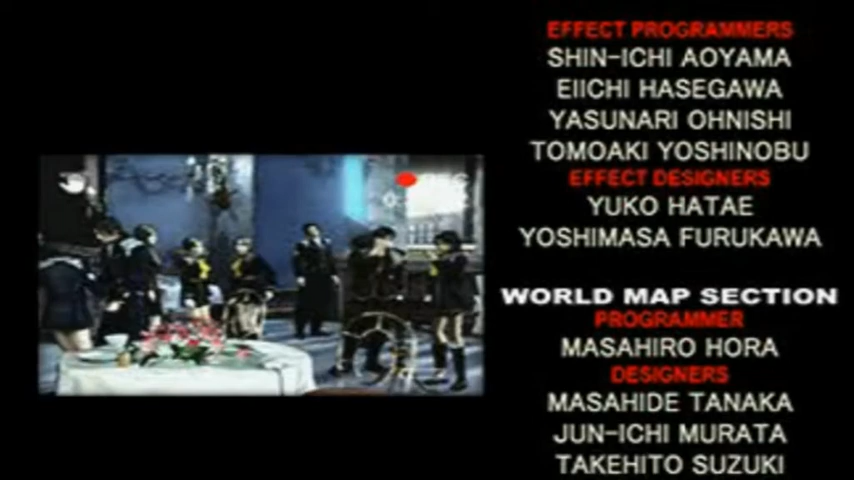 EFFECT PROGRAMMERS
SHIN-ICHI AOYAMA
EIICHI HASEGAWA
YASUNARI OHNISHI
TOMOAKI YOSHINOBU
EFFECT DESIGNERS
YUKO HATAE
YOSHIMASA FURUKAWA
WORLD MAP SECTION
PROGRAMMER
MASAHIRO HORA
DESIGNERS
MASAHIDE TANAKA
JUN-ICHI MURATA
TAKEHITO SUZUKI